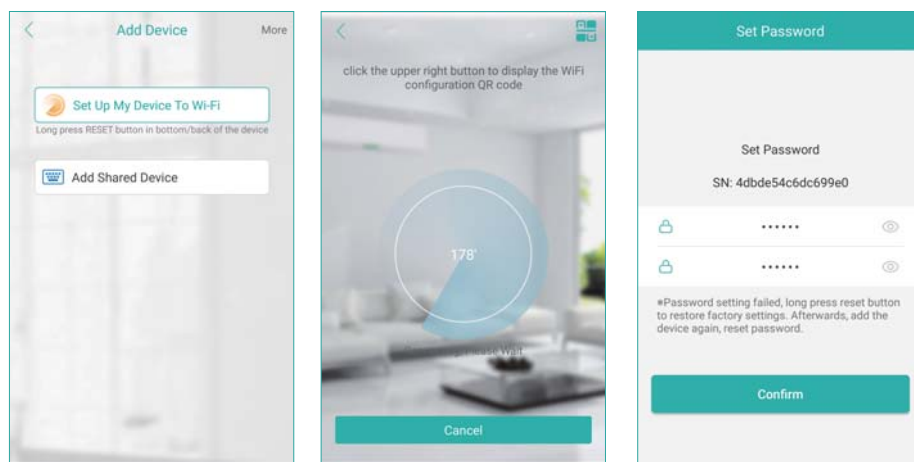 Add Device
More
Set Up My Device To Wi-Fi
Long press RESET button in bottom/back of the device
Add Shared Device
click the upper right button to display the WiFi
configuration QR code
178'
Wait
Cancel
Set Password
Set Password
SN: 4dbde54c6dc699e0
••••••
••••••
*Password setting failed, long press reset button
to restore factory settings. Afterwards, add the
device again, reset password.
Confirm